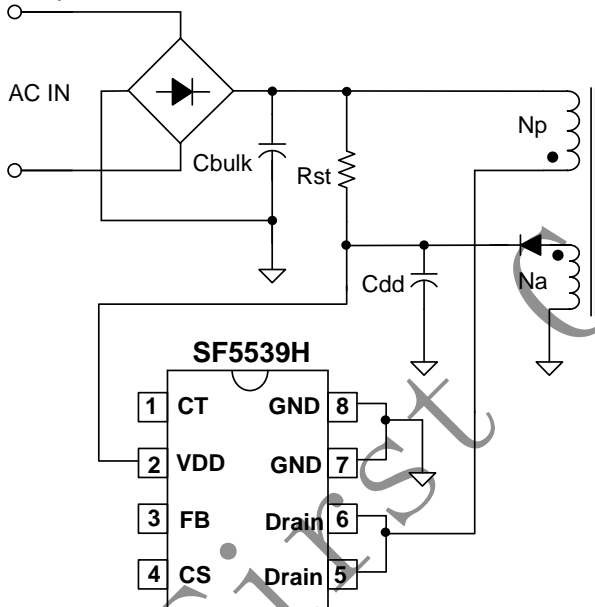 AC IN
Cbulk
Rst
Np
Cdd
Na
SF5539H
1 CT GND 8
2 VDD GND 7
3 FB Drain 6
4 CS Drain 5